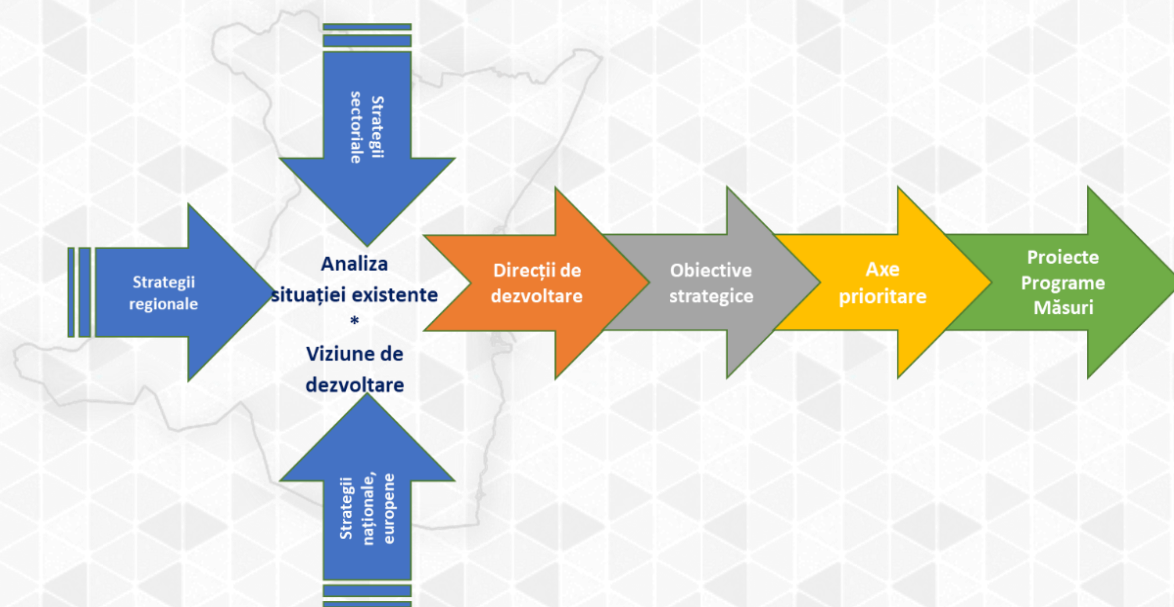 Strategii
sectoriale
Strategii
regionale
Analiza
situației existente
*
Viziune de
dezvoltare
Direcții de
dezvoltare
Obiective
strategice
Axe
prioritare
Proiecte
Programe
Măsuri
Strategii
naționale,
europene